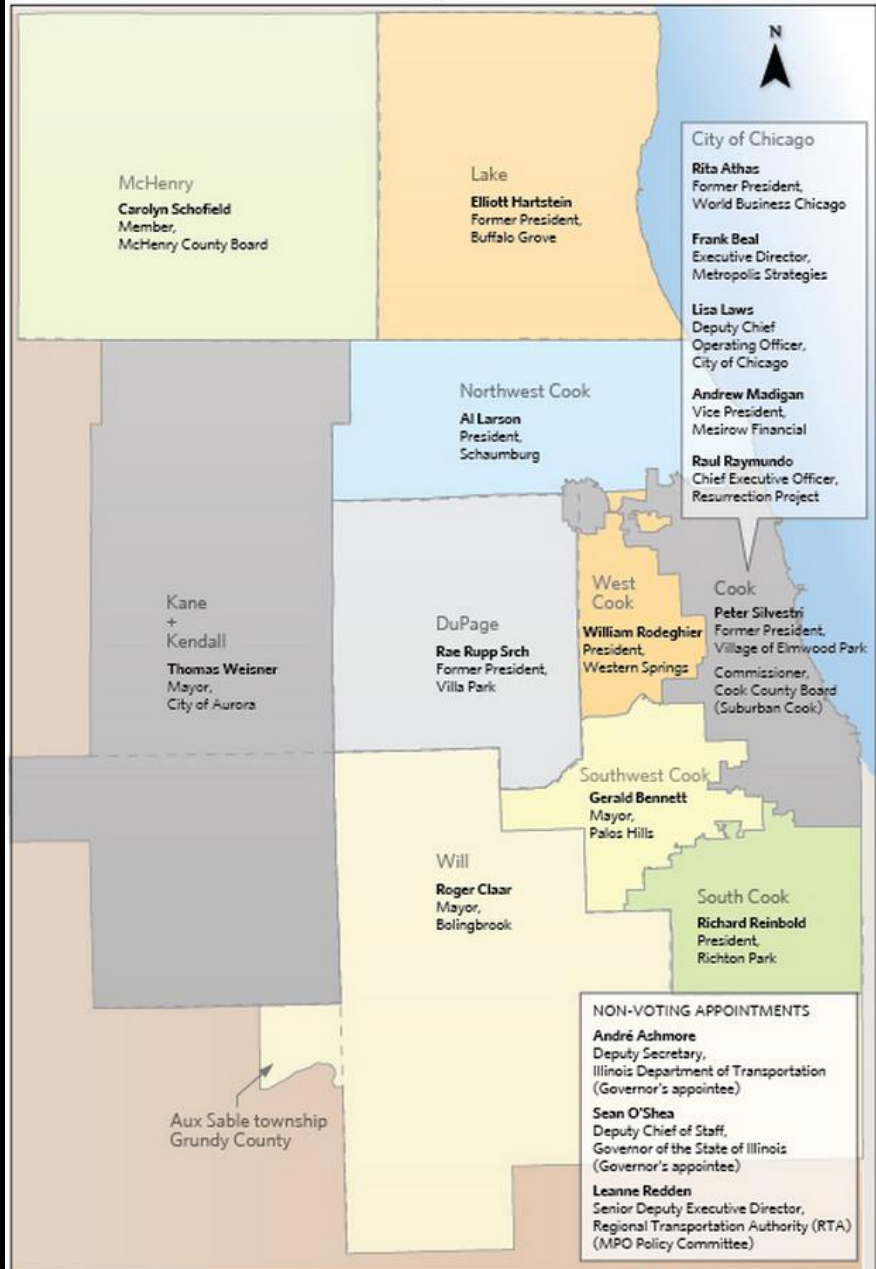 N
City of Chicago
Rita Athas
Former President,
World Business Chicago
Frank Beal
Executive Director,
Metropolis Strategies
Lisa Laws
Deputy Chief
Operating Officer,
City of Chicago
Andrew Madigan
Vice President,
Mesirow Financial
Raul Raymundo
Chief Executive Officer,
Resurrection Project
McHenry
Carolyn Schofield
Member,
McHenry County Board
Lake
Elliott Hartstein
Former President,
Buffalo Grove
Northwest Cook
Al Larson
President,
Schaumburg
Kane
+
Kendall
Thomas Weisner
Mayor,
City of Aurora
DuPage
Rae Rupp Srch
Former President,
Villa Park
West
Cook
William Rodeghier
President,
Western Springs
Cook
Peter Silvestri
Former President,
Village of Elmwood Park
Commissioner,
Cook County Board
(Suburban Cook)
Southwest Cook
Gerald Bennett
Mayor,
Palos Hills
Will
Roger Claar
Mayor,
Bolingbrook
South Cook
Richard Reinbold
President,
Richton Park
Aux Sable township
Grundy County
NON-VOTING APPOINTMENTS
André Ashmore
Deputy Secretary,
Illinois Department of Transportation
(Governor's appointee)
Sean O'Shea
Deputy Chief of Staff,
Governor of the State of Illinois
(Governor's appointee)
Leanne Redden
Senior Deputy Executive Director,
Regional Transportation Authority (RTA)
(MPO Policy Committee)